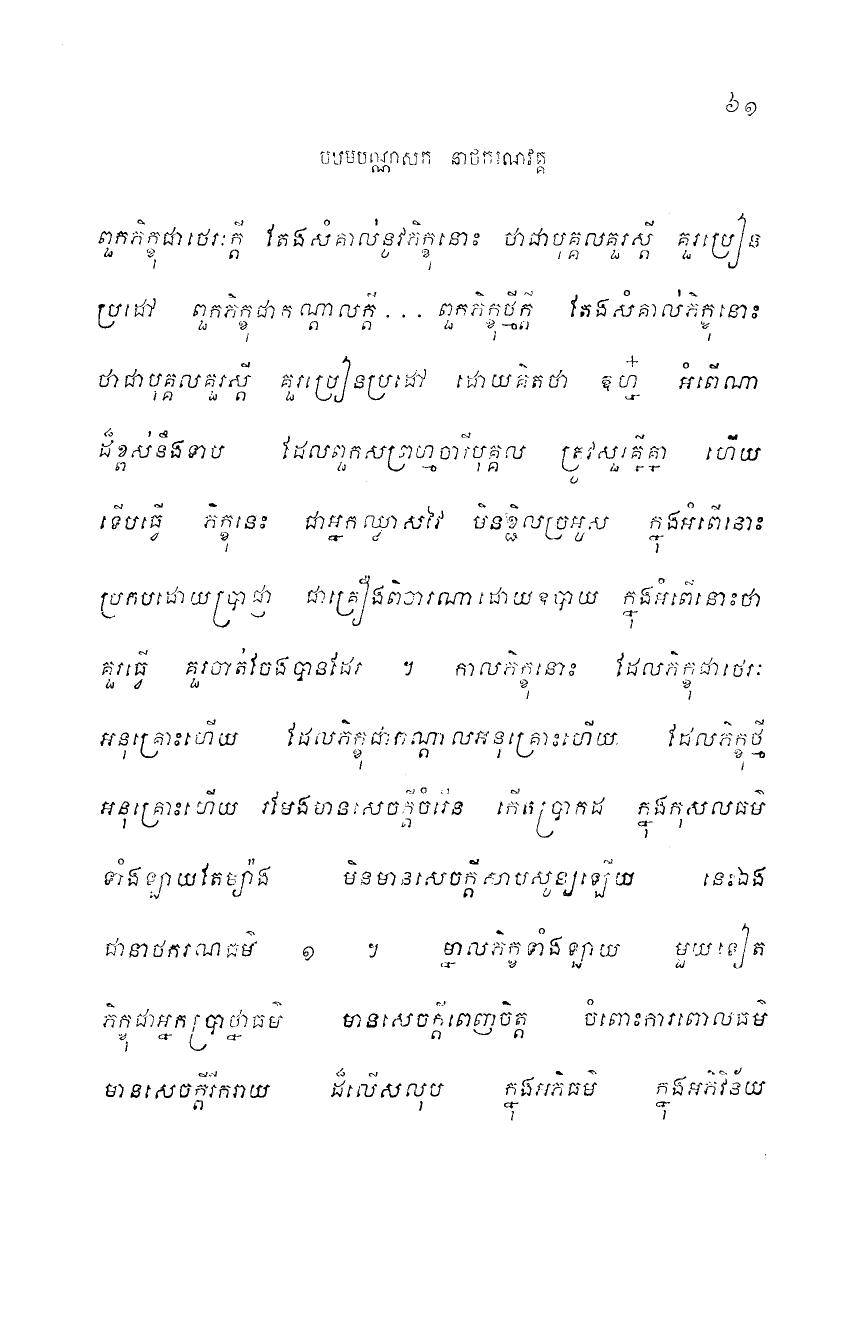 ៦១
បឋមបណ្ណាសក នាថករណវគ្គ
ពួកភិក្ខុជាថេរៈក្តី តែងសំគាល់នូវភិក្ខុនោះ ថាជាបុគ្គលគួរស្តី គួរប្រៀន
ប្រដៅ ពួកភិក្ខុជាកណ្តាលក្តី ... ពួកភិក្ខុថ្មីក្តី តែងសំគាល់ភិក្ខុនោះ
ថាជាបុគ្គលគួរស្តី គួរប្រៀនប្រដៅ ដោយគិតថា ឧហ្ន៎ អំពើណា
ដ៏ខ្ពស់នឹងទាប ដែលពួកសព្រហ្មចារីបុគ្គល ត្រូវសួរគ្នីគ្នា ហើយ
ទើបធ្វើ ភិក្ខុនេះ ជាអ្នកឈ្វាសវៃ មិនខ្ជិលច្រអូស ក្នុងអំពើនោះ
ប្រកបដោយប្រាជ្ញា ជាគ្រឿងពិចារណាដោយឧបាយ ក្នុងអំពើនោះថា
គួរធ្វើ គួរចាត់ចែងបានដែរ ។ កាលភិក្ខុនោះ ដែលភិក្ខុជាថេរៈ
អនុគ្រោះហើយ ដែលភិក្ខុជាកណ្តាលអនុគ្រោះហើយ ដែលភិក្ខុថ្មី
អនុគ្រោះហើយ រមែងមានសេចក្តីចំរើន កើតប្រាកដ ក្នុងកុសលធម៌
ទាំងឡាយតែម្យ៉ាង មិនមានសេចក្តីសាបសូន្យឡើយ នេះឯង
ជានាថករណធម៌ ១ ។ ម្នាលភិក្ខុទាំងឡាយ មួយទៀត
ភិក្ខុជាអ្នកប្រាថ្នាធម៌ មានសេចក្តីពេញចិត្ត ចំពោះការពោលធម៌
មានសេចក្តីរីករាយ ដ៏លើសលុប ក្នុងអភិធម៌ ក្នុងអភិវិន័យ